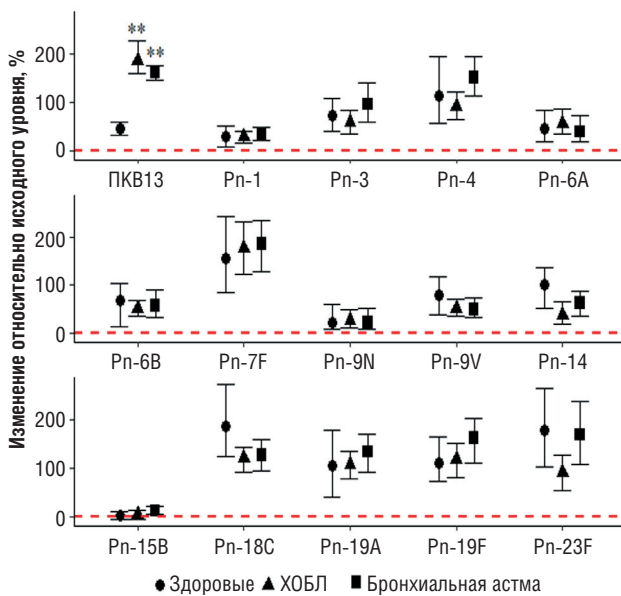 Изменение относительно исходного уровня, %
** **
200
100
0
ПКВ13 Pn-1 Pn-3 Pn-4 Pn-6A
200
100
0
Pn-6B Pn-7F Pn-9N Pn-9V Pn-14
200
100
0
Pn-15B Pn-18C Pn-19A Pn-19F Pn-23F
Здоровые ХОБЛ Бронхиальная астма